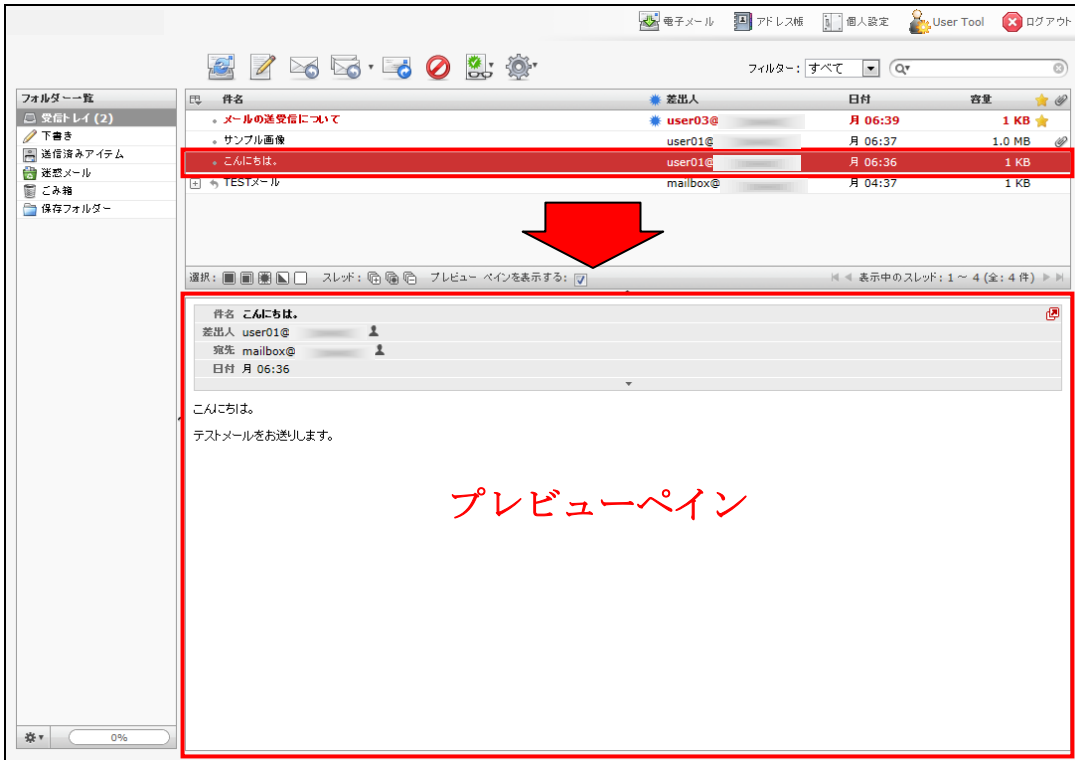 電子メール アドレス帳 個人設定 User Tool ログアウト
フィルター: すべて
フォルダー一覧
受信トレイ (2)
下書き
送信済みアイテム
迷惑メール
ごみ箱
保存フォルダー
件名 差出人 日付 容量
メールの送受信について user03@ 月 06:39 1 KB
サンプル画像 user01@ 月 06:37 1.0 MB
こんにちは。 user01@ 月 06:36 1 KB
TESTメール mailbox@ 月 04:37 1 KB
選択: スレッド: プレビュー ペインを表示する: 表示中のスレッド: 1 ~ 4 (全: 4 件)
件名 こんにちは。
差出人 user01@
宛先 mailbox@
日付 月 06:36
こんにちは。
テストメールをお送りします。
プレビューペイン
0%